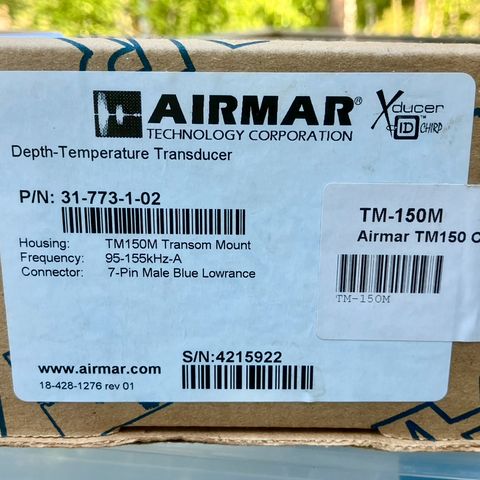 AIRMAR®
TECHNOLOGY CORPORATION
Xducer
ID™ CHIRP
Depth-Temperature Transducer
P/N: 31-773-1-02
Housing: TM150M Transom Mount
Frequency: 95-155kHz-A
Connector: 7-Pin Male Blue Lowrance
TM-150M
Airmar TM150 C
TM-150M
www.airmar.com
18-428-1276 rev 01
S/N:4215922